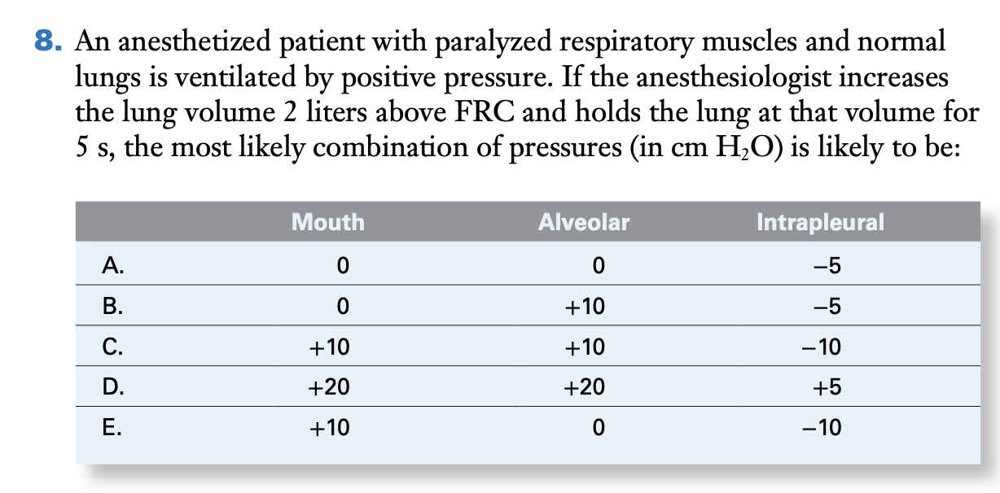 8. An anesthetized patient with paralyzed respiratory muscles and normal
lungs is ventilated by positive pressure. If the anesthesiologist increases
the lung volume 2 liters above FRC and holds the lung at that volume for
5 s, the most likely combination of pressures (in cm H₂O) is likely to be:
Mouth Alveolar Intrapleural
A. 0 0 −5
B. 0 +10 −5
C. +10 +10 −10
D. +20 +20 +5
E. +10 0 −10